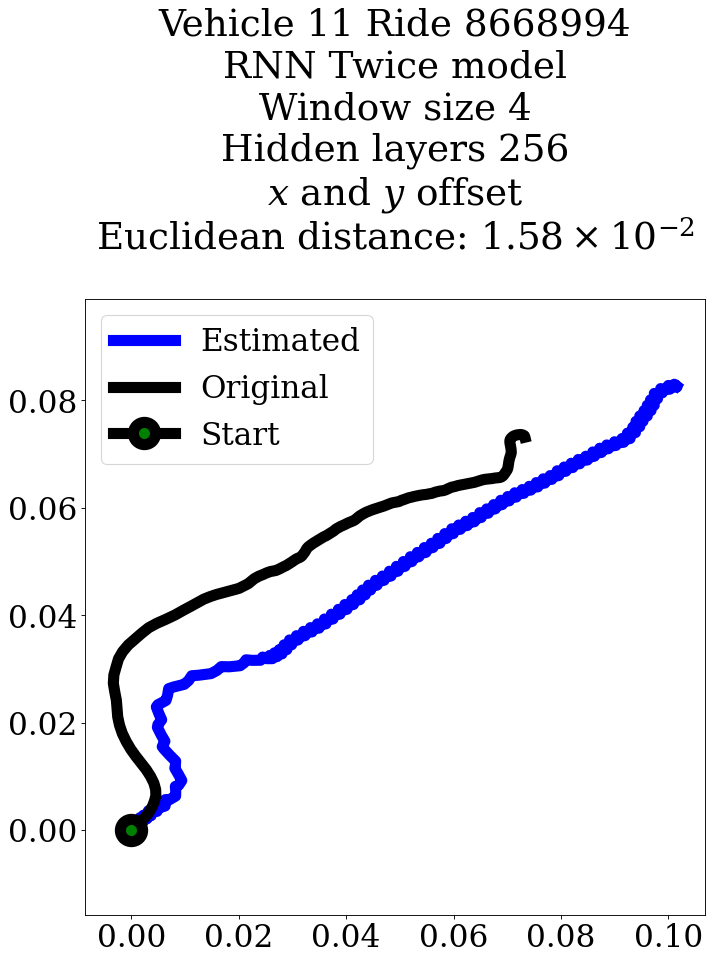 Vehicle 11 Ride 8668994
RNN Twice model
Window size 4
Hidden layers 256
x and y offset
Euclidean distance: 1.58 × 10⁻²
Estimated
Original
Start
0.08
0.06
0.04
0.02
0.00
0.00 0.02 0.04 0.06 0.08 0.10